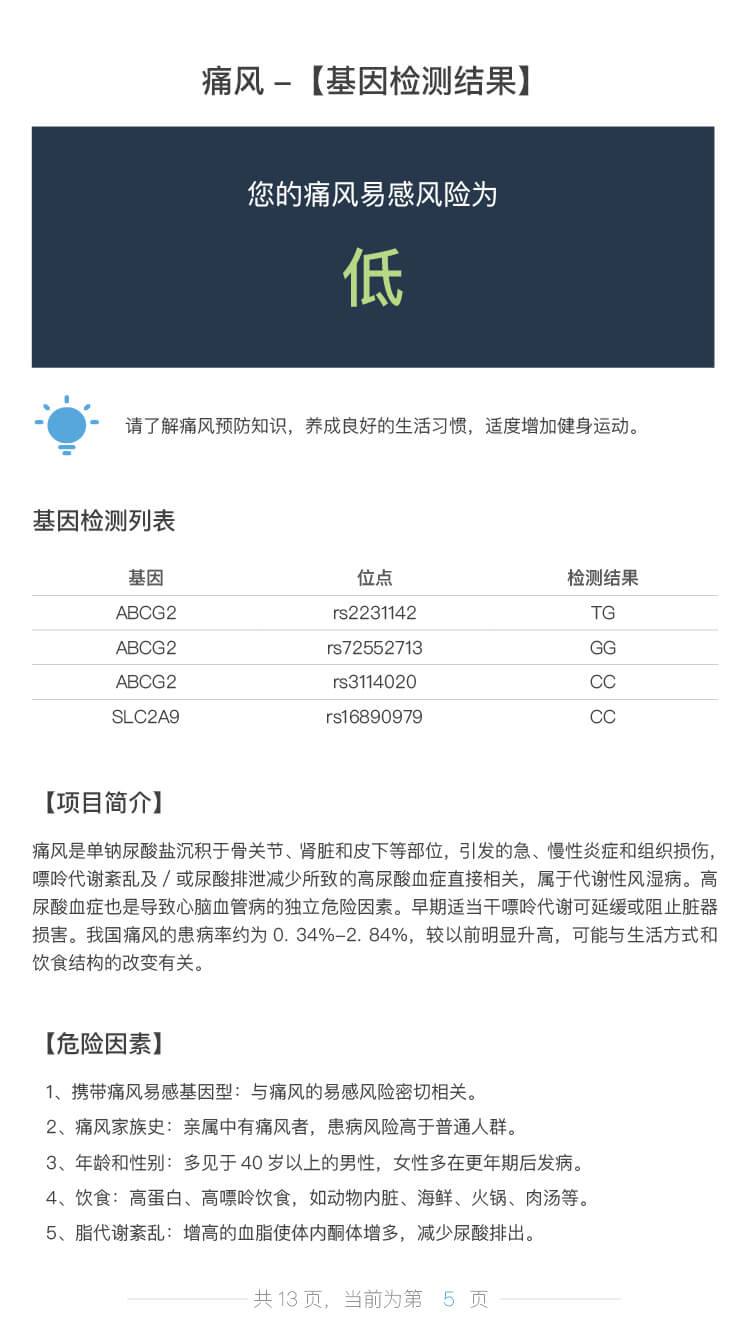 痛风 –【基因检测结果】
您的痛风易感风险为
低
请了解痛风预防知识，养成良好的生活习惯，适度增加健身运动。
基因检测列表
基因 位点 检测结果
ABCG2 rs2231142 TG
ABCG2 rs72552713 GG
ABCG2 rs3114020 CC
SLC2A9 rs16890979 CC
【项目简介】
痛风是单钠尿酸盐沉积于骨关节、肾脏和皮下等部位，引发的急、慢性炎症和组织损伤，
嘌呤代谢紊乱及 / 或尿酸排泄减少所致的高尿酸血症直接相关，属于代谢性风湿病。高
尿酸血症也是导致心脑血管病的独立危险因素。早期适当干嘌呤代谢可延缓或阻止脏器
损害。我国痛风的患病率约为 0. 34%–2. 84%，较以前明显升高，可能与生活方式和
饮食结构的改变有关。
【危险因素】
1、携带痛风易感基因型：与痛风的易感风险密切相关。
2、痛风家族史：亲属中有痛风者，患病风险高于普通人群。
3、年龄和性别：多见于 40 岁以上的男性，女性多在更年期后发病。
4、饮食：高蛋白、高嘌呤饮食，如动物内脏、海鲜、火锅、肉汤等。
5、脂代谢紊乱：增高的血脂使体内酮体增多，减少尿酸排出。
共 13 页，当前为第 5 页